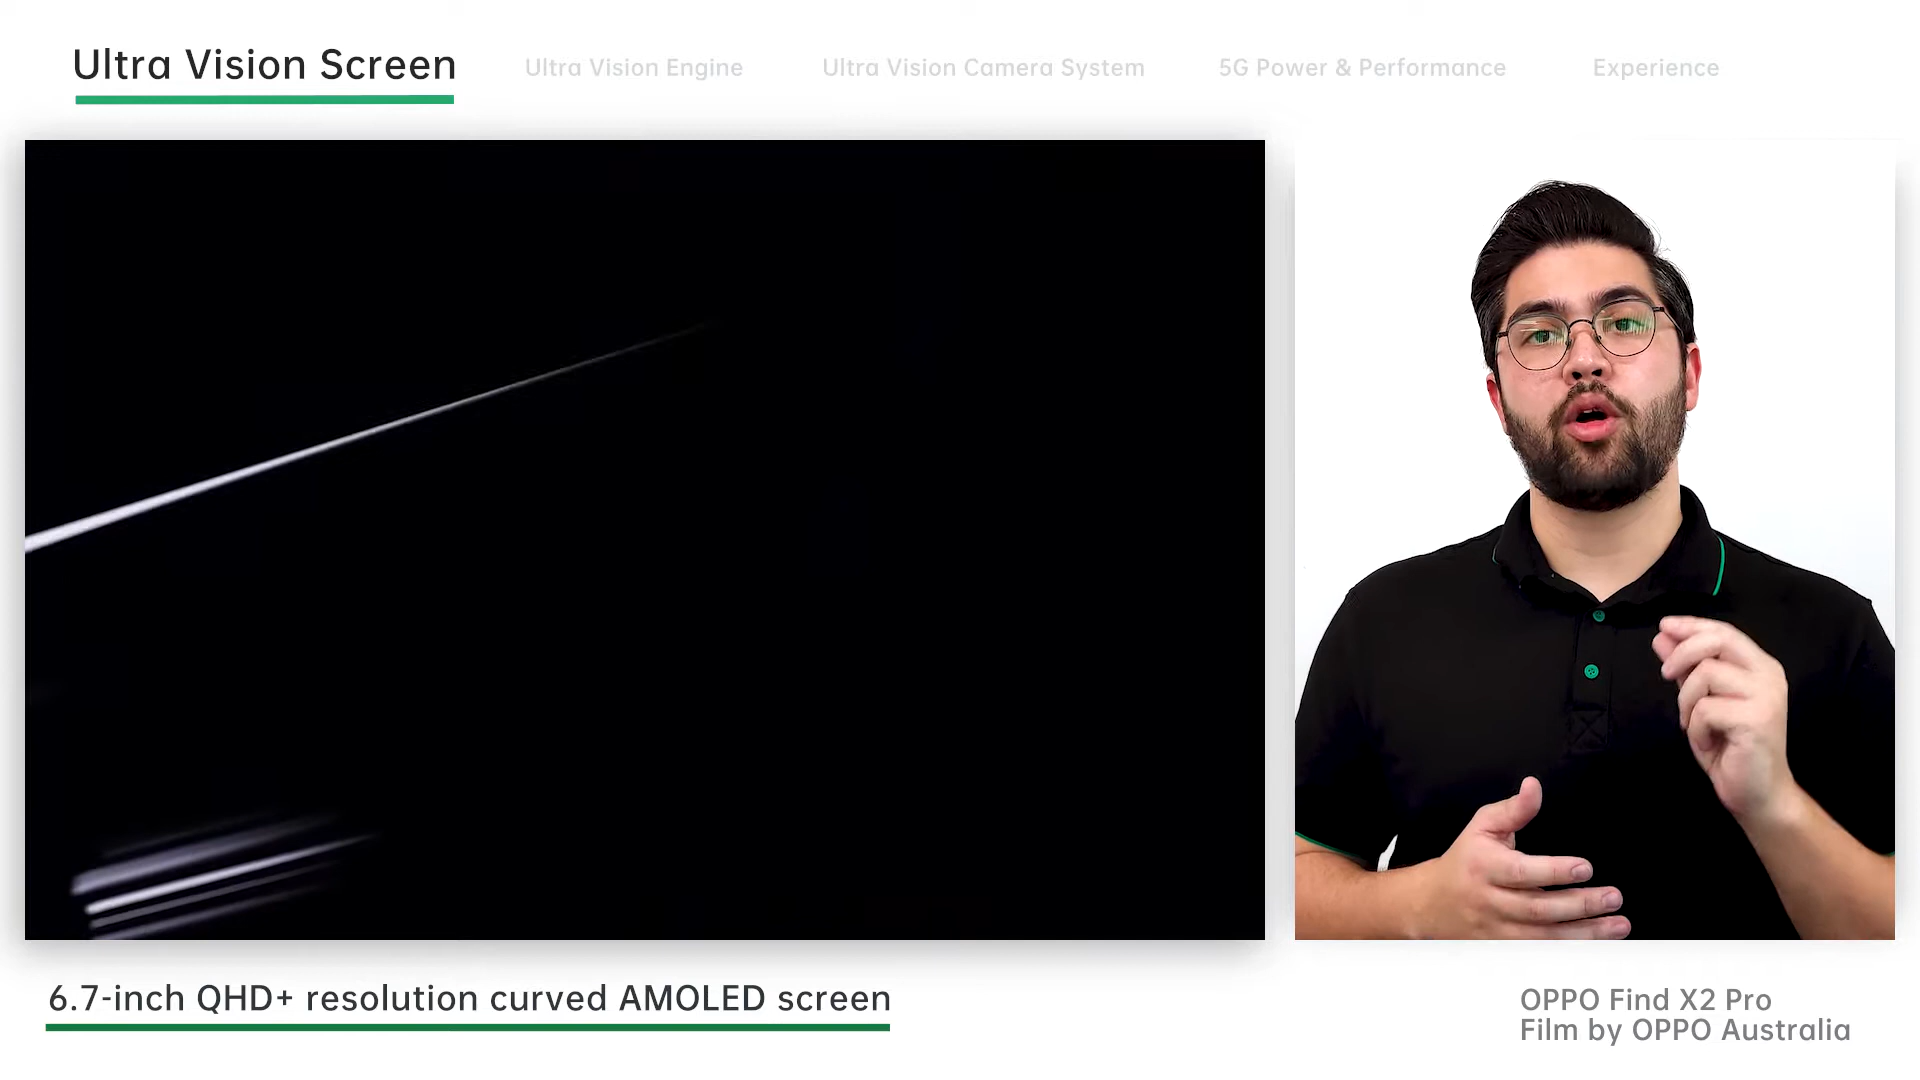 Ultra Vision Screen
Ultra Vision Engine
Ultra Vision Camera System
5G Power & Performance
Experience
6.7-inch QHD+ resolution curved AMOLED screen
OPPO Find X2 Pro
Film by OPPO Australia